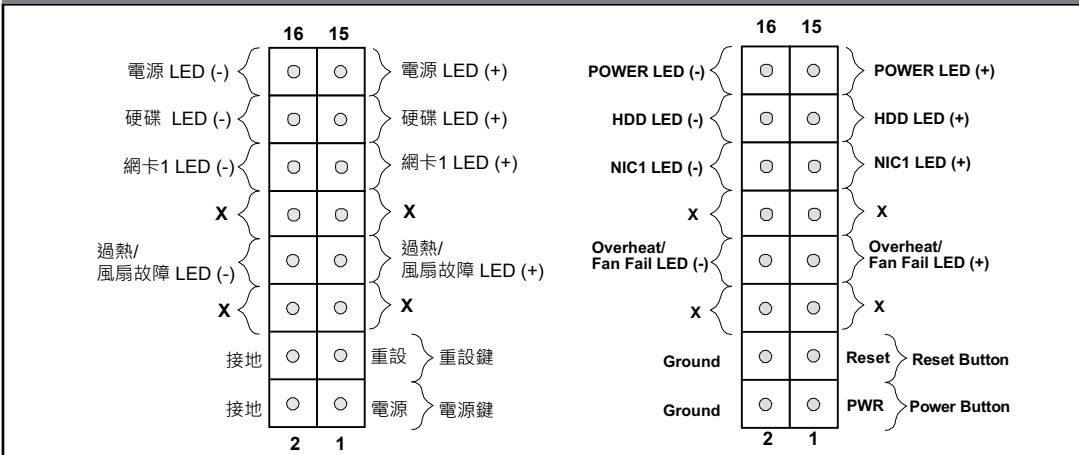 16 15
電源 LED (-) 電源 LED (+)
硬碟 LED (-) 硬碟 LED (+)
網卡1 LED (-) 網卡1 LED (+)
X X
過熱/
風扇故障 LED (-)
過熱/
風扇故障 LED (+)
X X
接地 重設 重設鍵
接地 電源 電源鍵
2 1
16 15
POWER LED (-) POWER LED (+)
HDD LED (-) HDD LED (+)
NIC1 LED (-) NIC1 LED (+)
X X
Overheat/
Fan Fail LED (-)
Overheat/
Fan Fail LED (+)
X X
Ground Reset Reset Button
Ground PWR Power Button
2 1